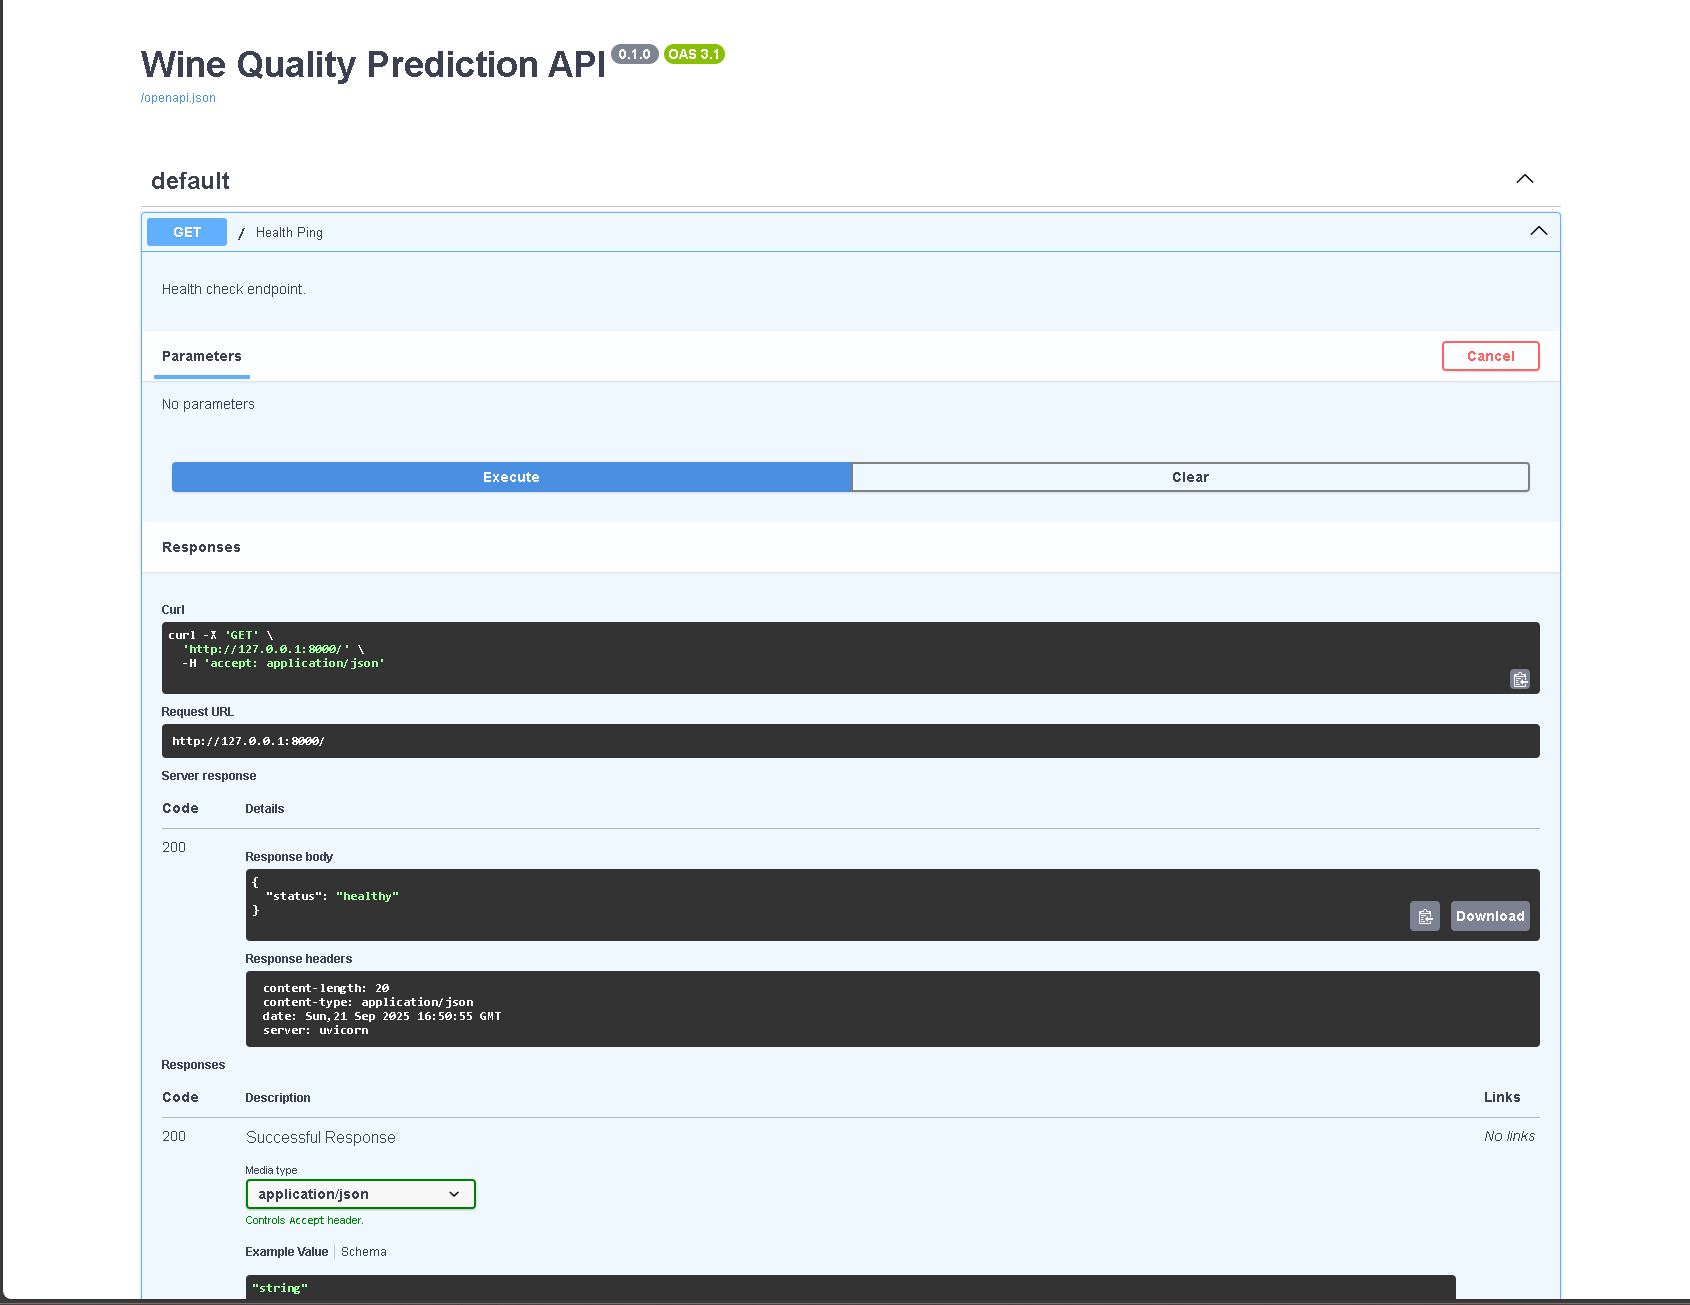 Wine Quality Prediction API 0.1.0 OAS 3.1
/openapi.json
default
GET / Health Ping
Health check endpoint.
Parameters
Cancel
No parameters
Execute
Clear
Responses
Curl
curl -X 'GET' \
'http://127.0.0.1:8000/' \
-H 'accept: application/json'
Request URL
http://127.0.0.1:8000/
Server response
Code Details
200
Response body
{
"status": "healthy"
}
Download
Response headers
content-length: 20
content-type: application/json
date: Sun,21 Sep 2025 16:50:55 GMT
server: uvicorn
Responses
Code Description Links
200 Successful Response No links
Media type
application/json
Controls Accept header.
Example Value Schema
"string"